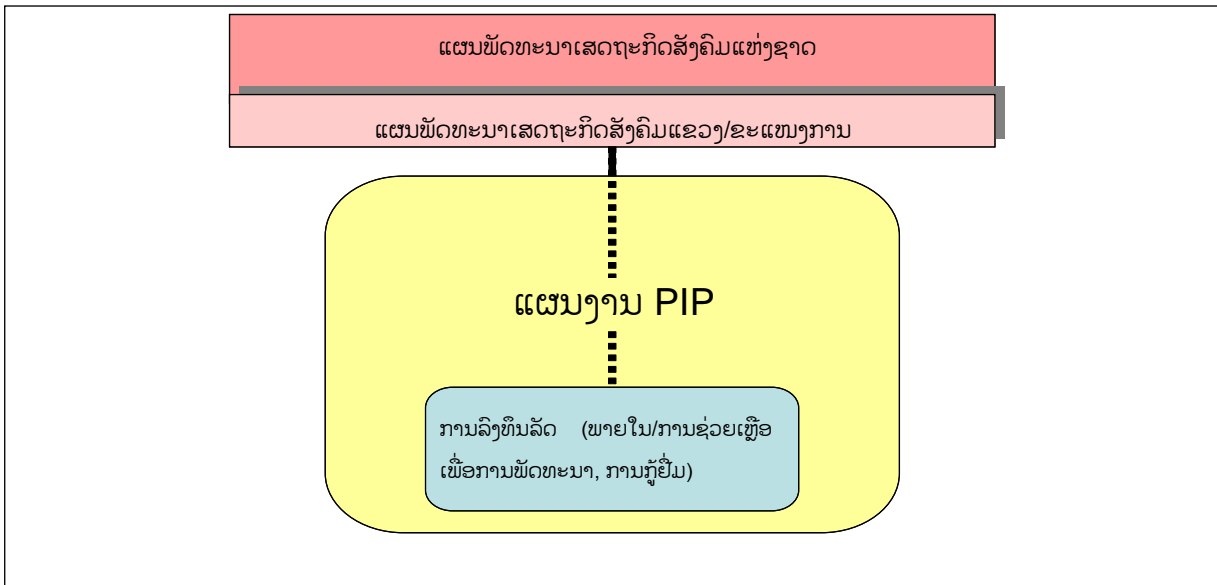 ແຜນພັດທະນາເສດຖະກິດສັງຄົມແຫ່ງຊາດ
ແຜນພັດທະນາເສດຖະກິດສັງຄົມແຂວງ/ຂະແໜງການ
ແຜນງານ PIP
ການລົງທຶນລັດ (ພາຍໃນ/ການຊ່ວຍເຫຼືອ
ເພື່ອການພັດທະນາ, ການກູ້ຢືມ)